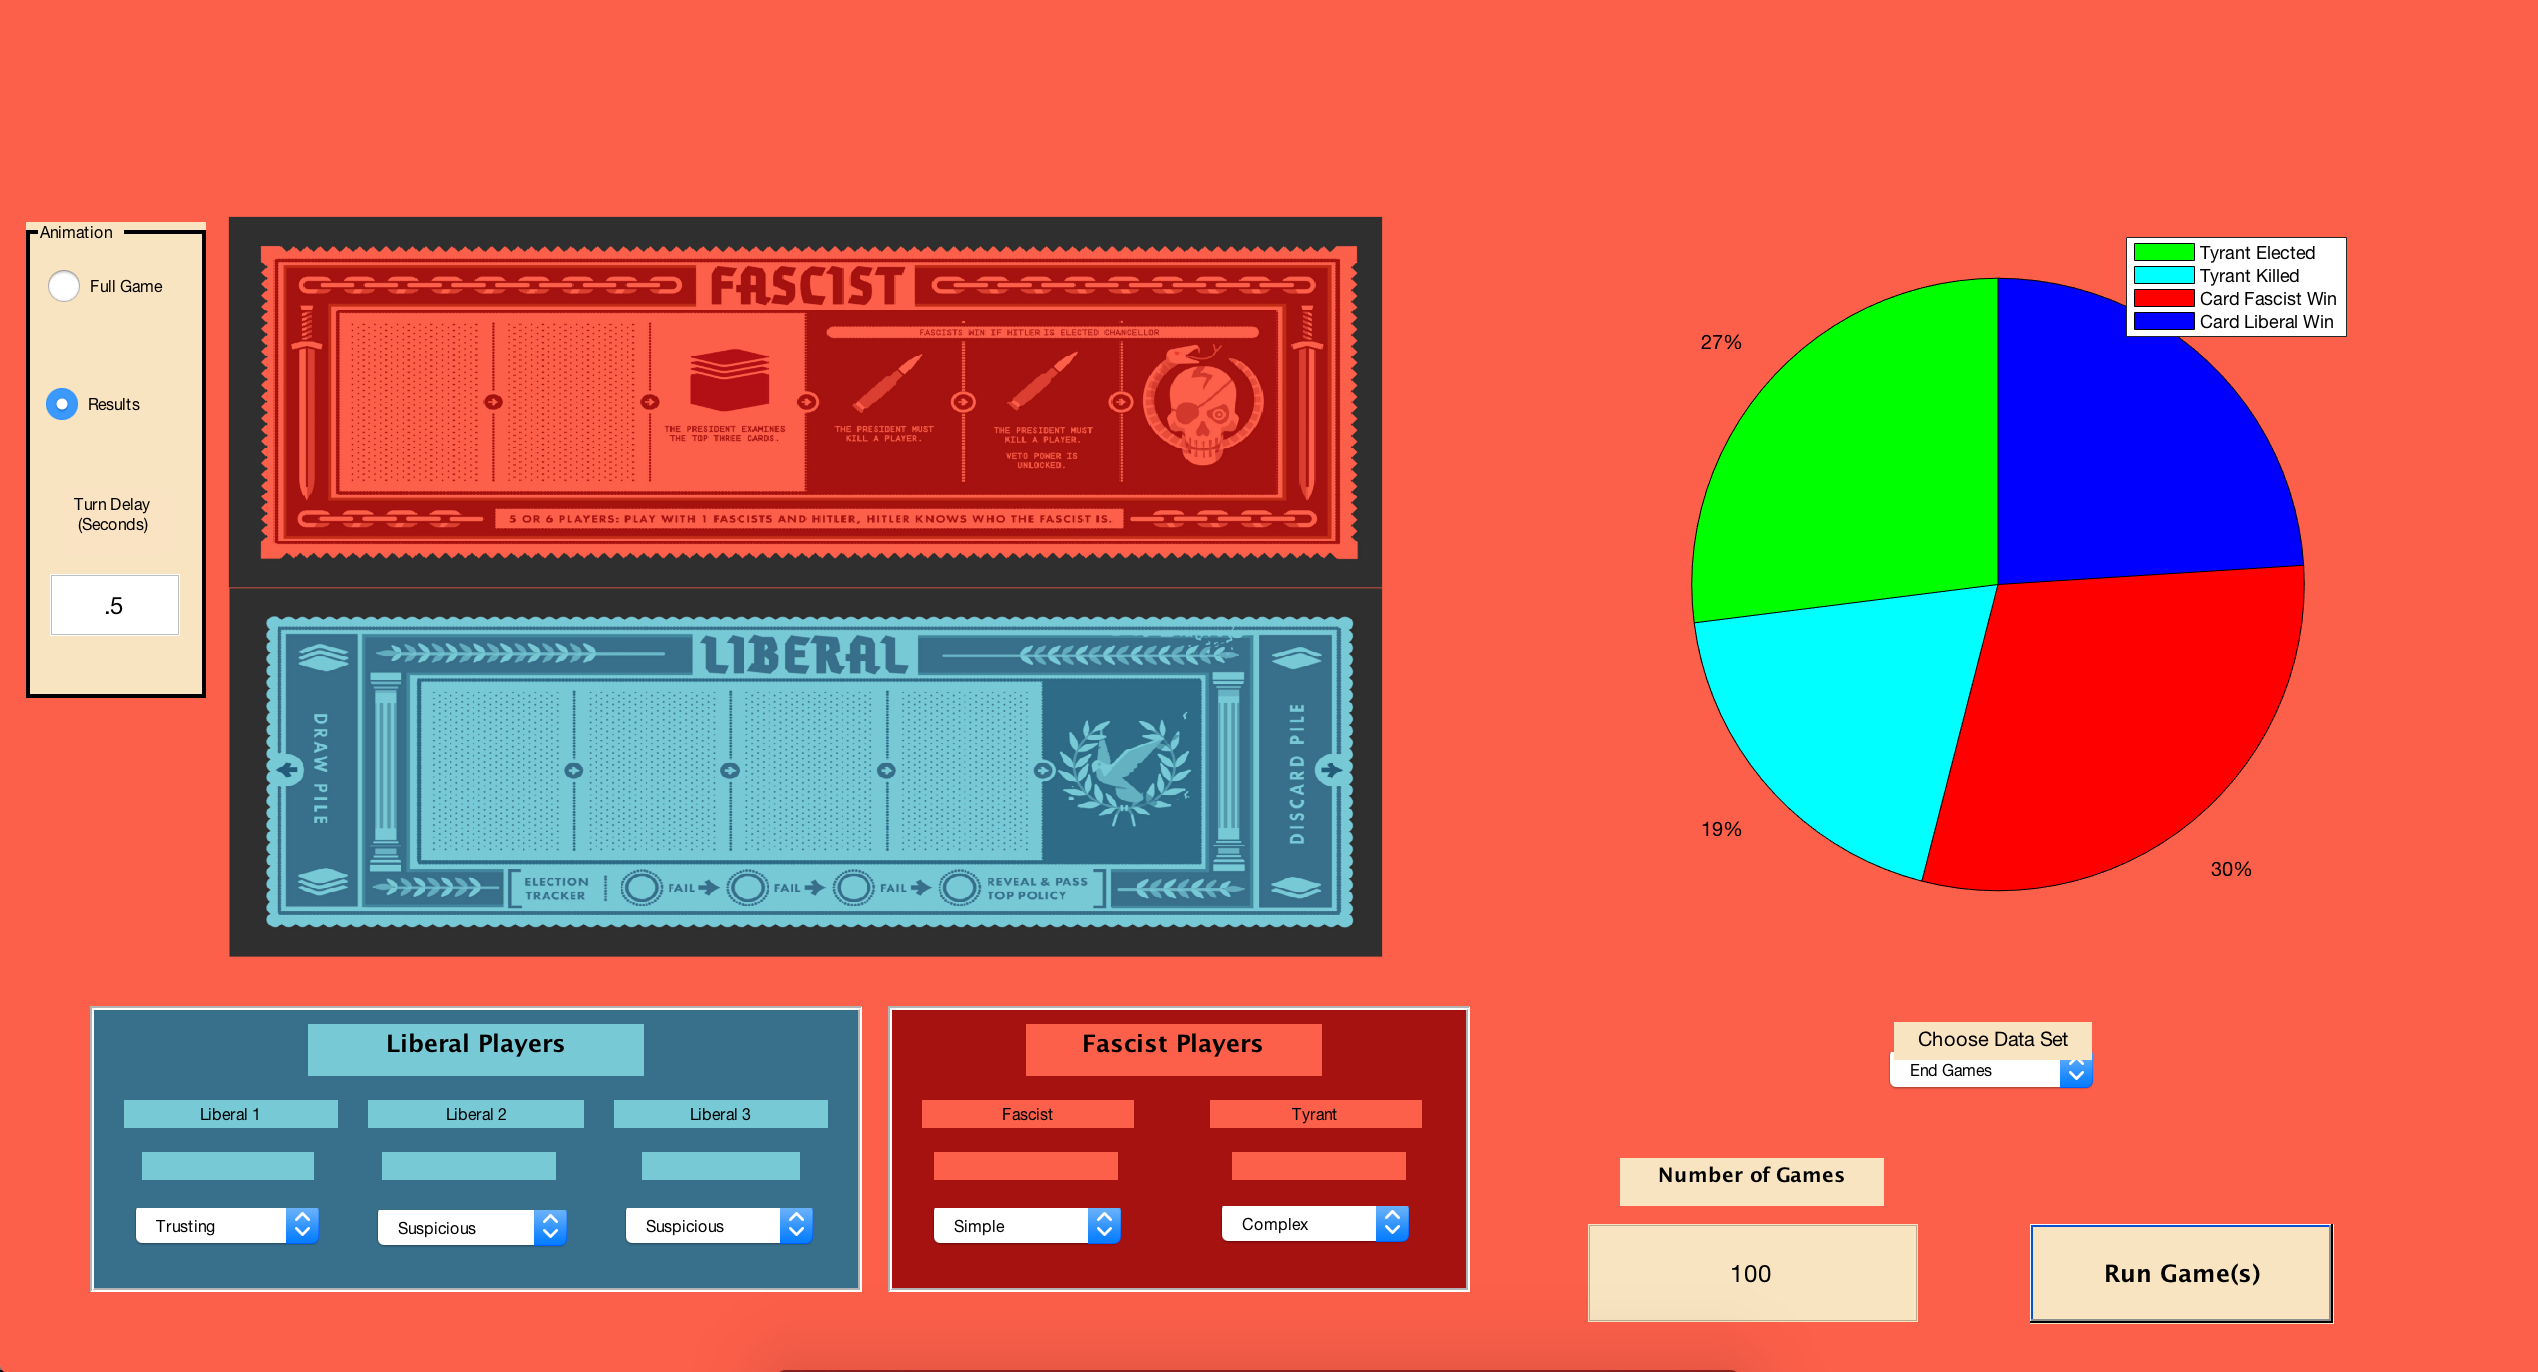 Animation
Full Game
Results
Turn Delay
(Seconds)
.5
FASCIST
FASCISTS WIN IF HITLER IS ELECTED CHANCELLOR
THE PRESIDENT EXAMINES
THE TOP THREE CARDS.
THE PRESIDENT MUST
KILL A PLAYER.
THE PRESIDENT MUST
KILL A PLAYER.
VETO POWER IS
UNLOCKED.
5 OR 6 PLAYERS: PLAY WITH 1 FASCISTS AND HITLER, HITLER KNOWS WHO THE FASCIST IS.
LIBERAL
DRAW PILE
DISCARD PILE
ELECTION
TRACKER
FAIL
FAIL
FAIL
REVEAL & PASS
TOP POLICY
Tyrant Elected
Tyrant Killed
Card Fascist Win
Card Liberal Win
27%
19%
30%
Liberal Players
Liberal 1
Liberal 2
Liberal 3
Trusting
Suspicious
Suspicious
Fascist Players
Fascist
Tyrant
Simple
Complex
Choose Data Set
End Games
Number of Games
100
Run Game(s)